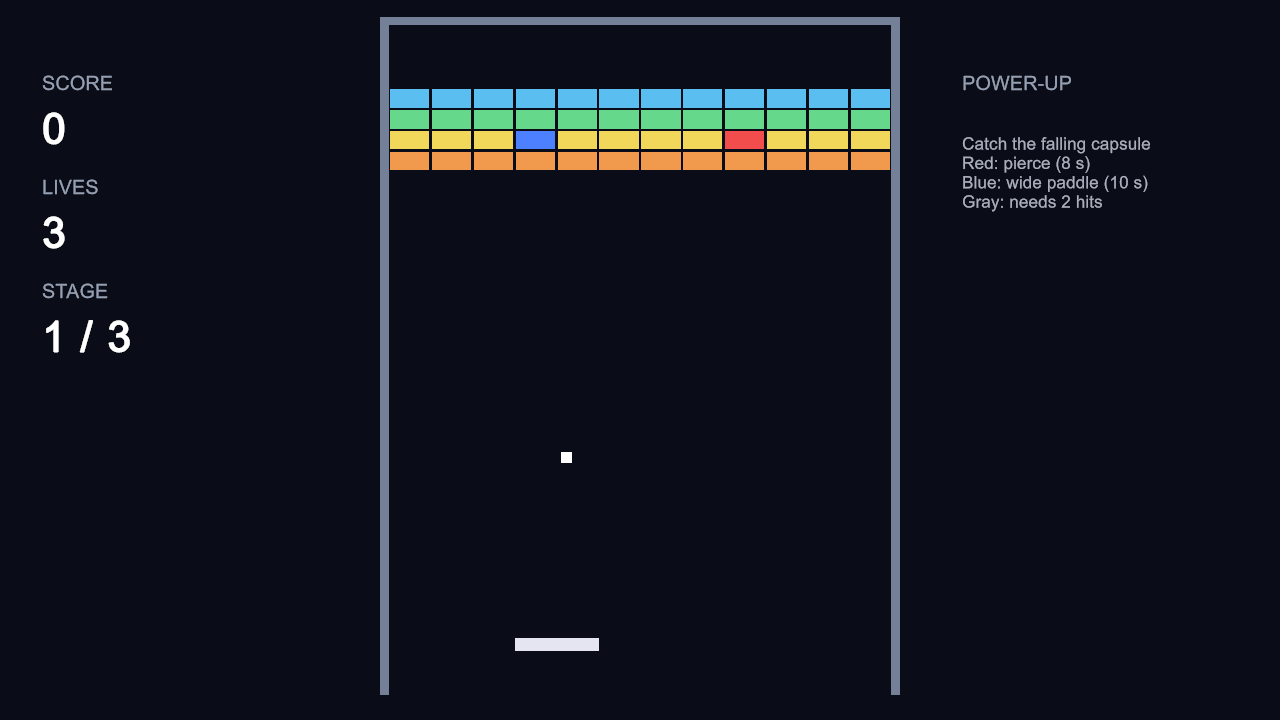 SCORE
0
LIVES
3
STAGE
1 / 3
POWER-UP
Catch the falling capsule
Red: pierce (8 s)
Blue: wide paddle (10 s)
Gray: needs 2 hits